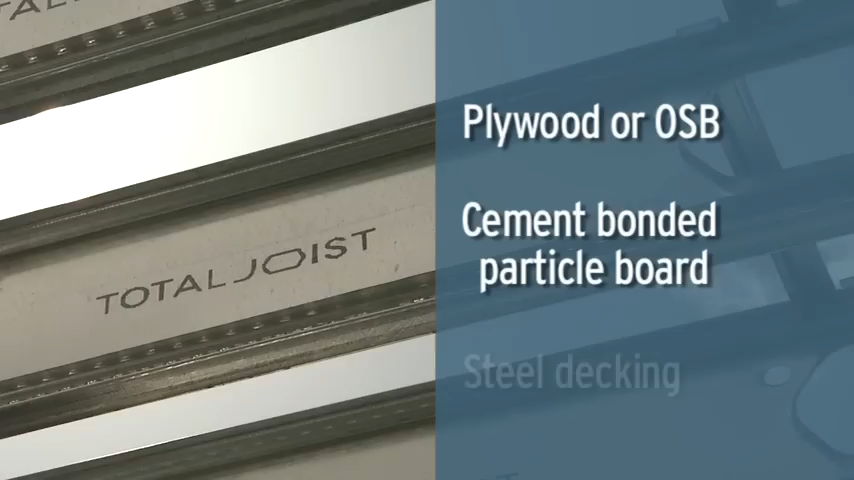 TOTALJOIST
Plywood or OSB
Cement bonded
particle board
Steel decking